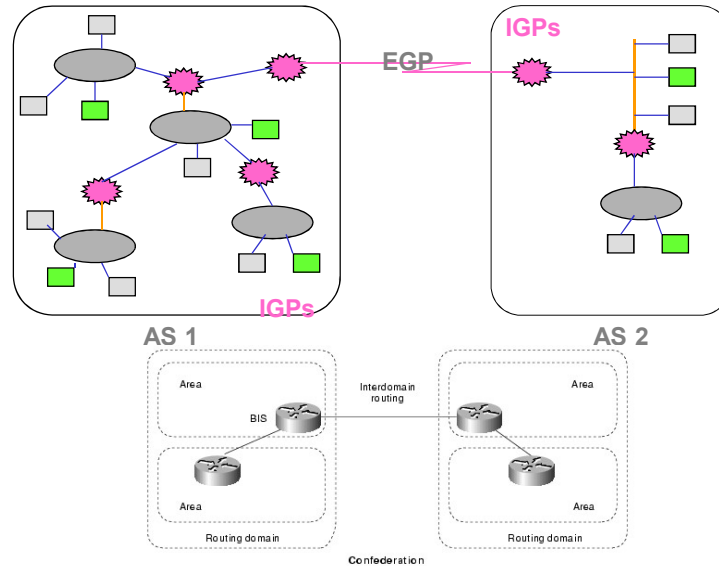 IGPs
EGP
IGPs
AS 1
AS 2
Area
Area
Interdomain
routing
BIS
Area
Area
Routing domain
Routing domain
Confederation